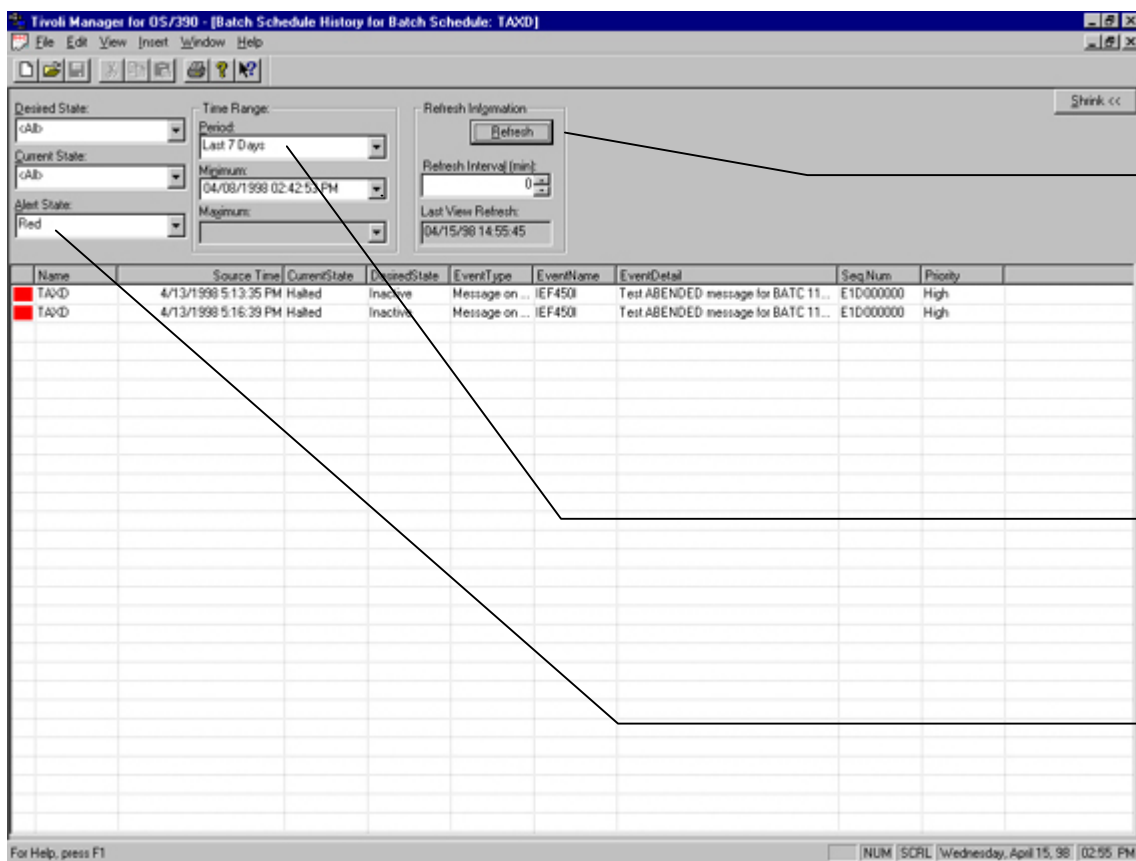 Tivoli Manager for OS/390 - [Batch Schedule History for Batch Schedule: TAXD]
File Edit View Insert Window Help
Shrink <<
Desired State:
<All>
Current State:
<All>
Alert State:
Red
Time Range:
Period:
Last 7 Days
Minimum:
04/08/1998 02:42:53 PM
Maximum:
Refresh Information
Refresh
Refresh Interval (min):
0
Last View Refresh:
04/15/98 14:55:45
Name Source Time CurrentState DesiredState EventType EventName EventDetail Seq.Num Priority
TAXD 4/13/1998 5:13:35 PM Halted Inactive Message on ... IEF450I Test ABENDED message for BATC 11... E1D000000 High
TAXD 4/13/1998 5:16:39 PM Halted Inactive Message on ... IEF450I Test ABENDED message for BATC 11... E1D000000 High
For Help, press F1
NUM SCRL Wednesday, April 15, 98 02:55 PM